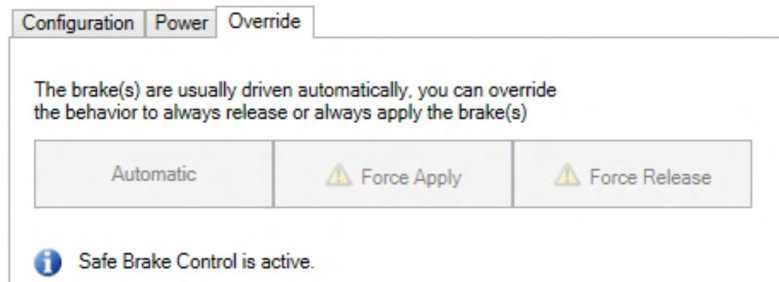 Configuration Power Override
The brake(s) are usually driven automatically, you can override
the behavior to always release or always apply the brake(s)
Automatic Force Apply Force Release
Safe Brake Control is active.